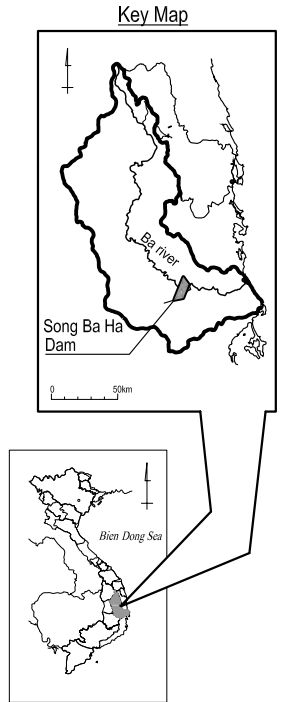 Key Map
Ba river
Song Ba Ha
Dam
0 50km
Bien Dong Sea